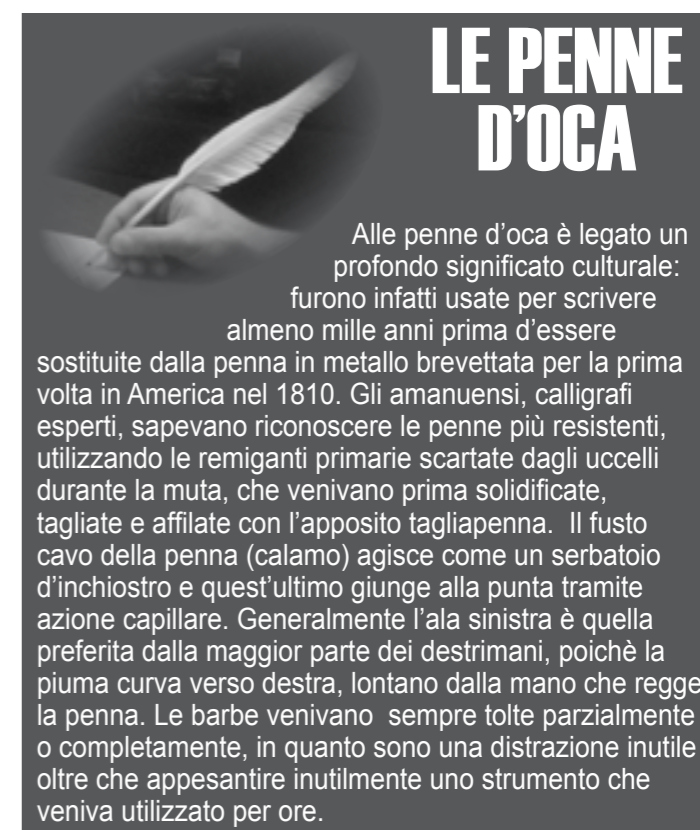 LE PENNE
D’OCA
Alle penne d’oca è legato un
profondo significato culturale:
furono infatti usate per scrivere
almeno mille anni prima d’essere
sostituite dalla penna in metallo brevettata per la prima
volta in America nel 1810. Gli amanuensi, calligrafi
esperti, sapevano riconoscere le penne più resistenti,
utilizzando le remiganti primarie scartate dagli uccelli
durante la muta, che venivano prima solidificate,
tagliate e affilate con l’apposito tagliapenna.  Il fusto
cavo della penna (calamo) agisce come un serbatoio
d’inchiostro e quest’ultimo giunge alla punta tramite
azione capillare. Generalmente l’ala sinistra è quella
preferita dalla maggior parte dei destrimani, poichè la
piuma curva verso destra, lontano dalla mano che regge
la penna. Le barbe venivano  sempre tolte parzialmente
o completamente, in quanto sono una distrazione inutile
oltre che appesantire inutilmente uno strumento che
veniva utilizzato per ore.